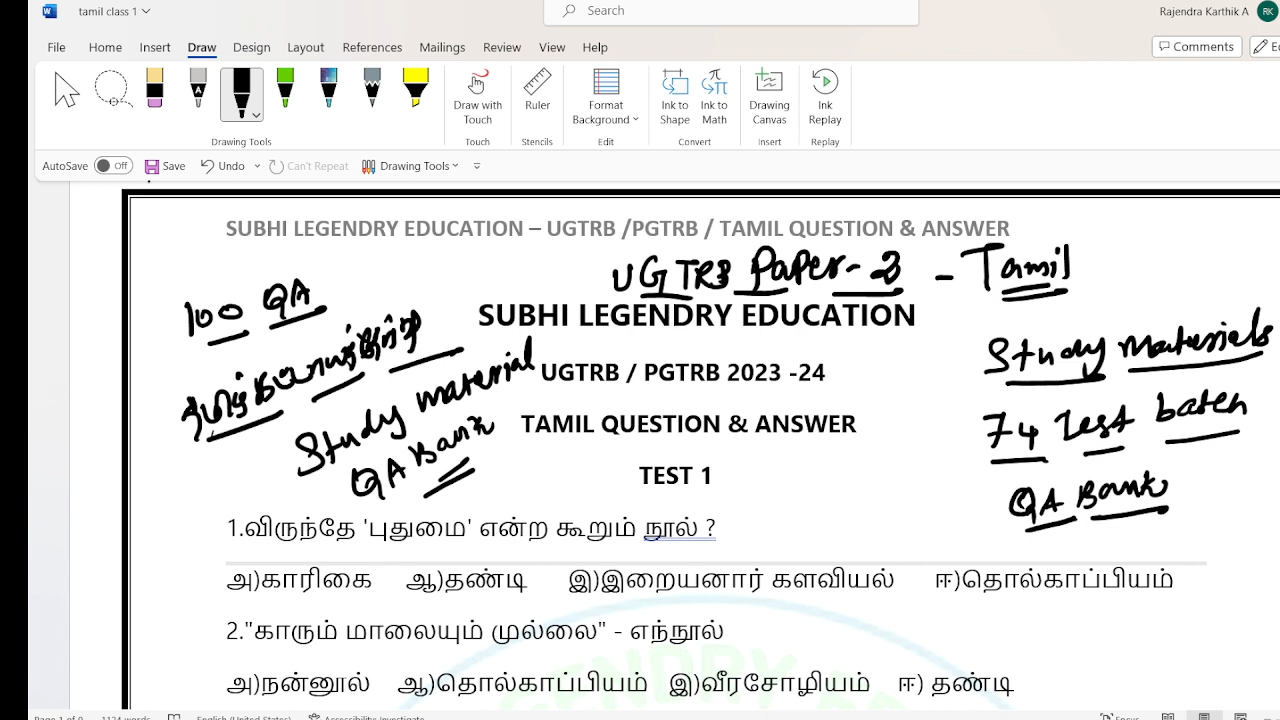 tamil class 1
Search
Rajendra Karthik A
RK
File Home Insert Draw Design Layout References Mailings Review View Help
Comments
Draw with Touch
Ruler
Format Background
Ink to Shape
Ink to Math
Drawing Canvas
Ink Replay
Drawing Tools Touch Stencils Edit Convert Insert Replay
AutoSave Off Save Undo Can't Repeat Drawing Tools
SUBHI LEGENDRY EDUCATION – UGTRB /PGTRB / TAMIL QUESTION & ANSWER
UGTRB Paper-2 - Tamil
100 QA
SUBHI LEGENDRY EDUCATION
Study Materials
Study material
UGTRB / PGTRB 2023 -24
74 Test batch
QA Bank
TAMIL QUESTION & ANSWER
TEST 1
QA Bank
1.விருந்தே 'புதுமை' என்ற கூறும் நூல் ?
அ)காரிகை ஆ)தண்டி இ)இறையனார் களவியல் ஈ)தொல்காப்பியம்
2."காரும் மாலையும் முல்லை" - எந்நூல்
அ)நன்னூல் ஆ)தொல்காப்பியம் இ)வீரசோழியம் ஈ) தண்டி